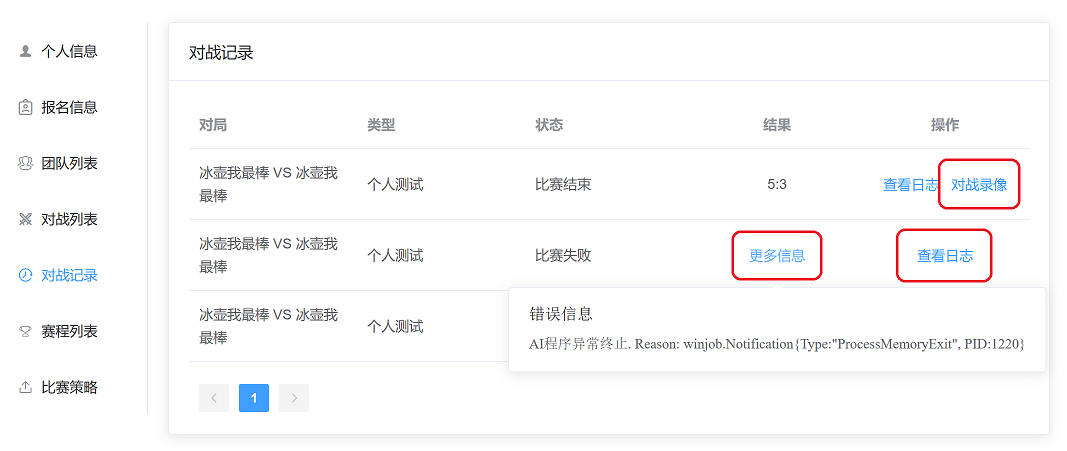 个人信息
报名信息
团队列表
对战列表
对战记录
赛程列表
比赛策略
对战记录
对局 类型 状态 结果 操作
冰壶我最棒 VS 冰壶我
最棒
个人测试 比赛结束 5:3 查看日志 对战录像
冰壶我最棒 VS 冰壶我
最棒
个人测试 比赛失败 更多信息 查看日志
冰壶我最棒 VS 冰壶我
最棒
个人测试
错误信息
AI程序异常终止. Reason: winjob.Notification{Type:"ProcessMemoryExit", PID:1220}
1